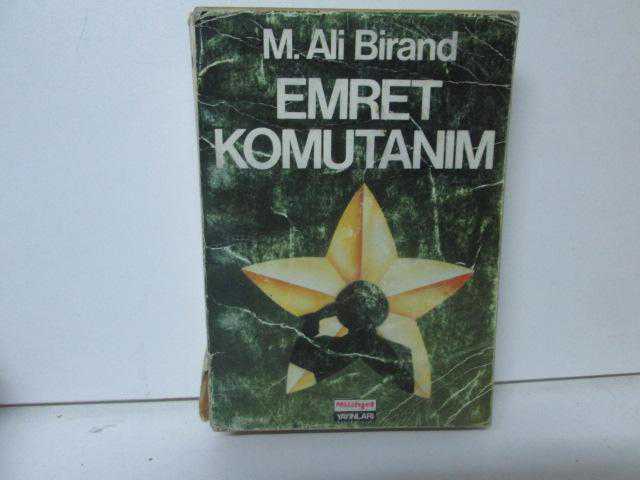 M. Ali Birand
EMRET
KOMUTANIM
Milliyet
YAYINLARI